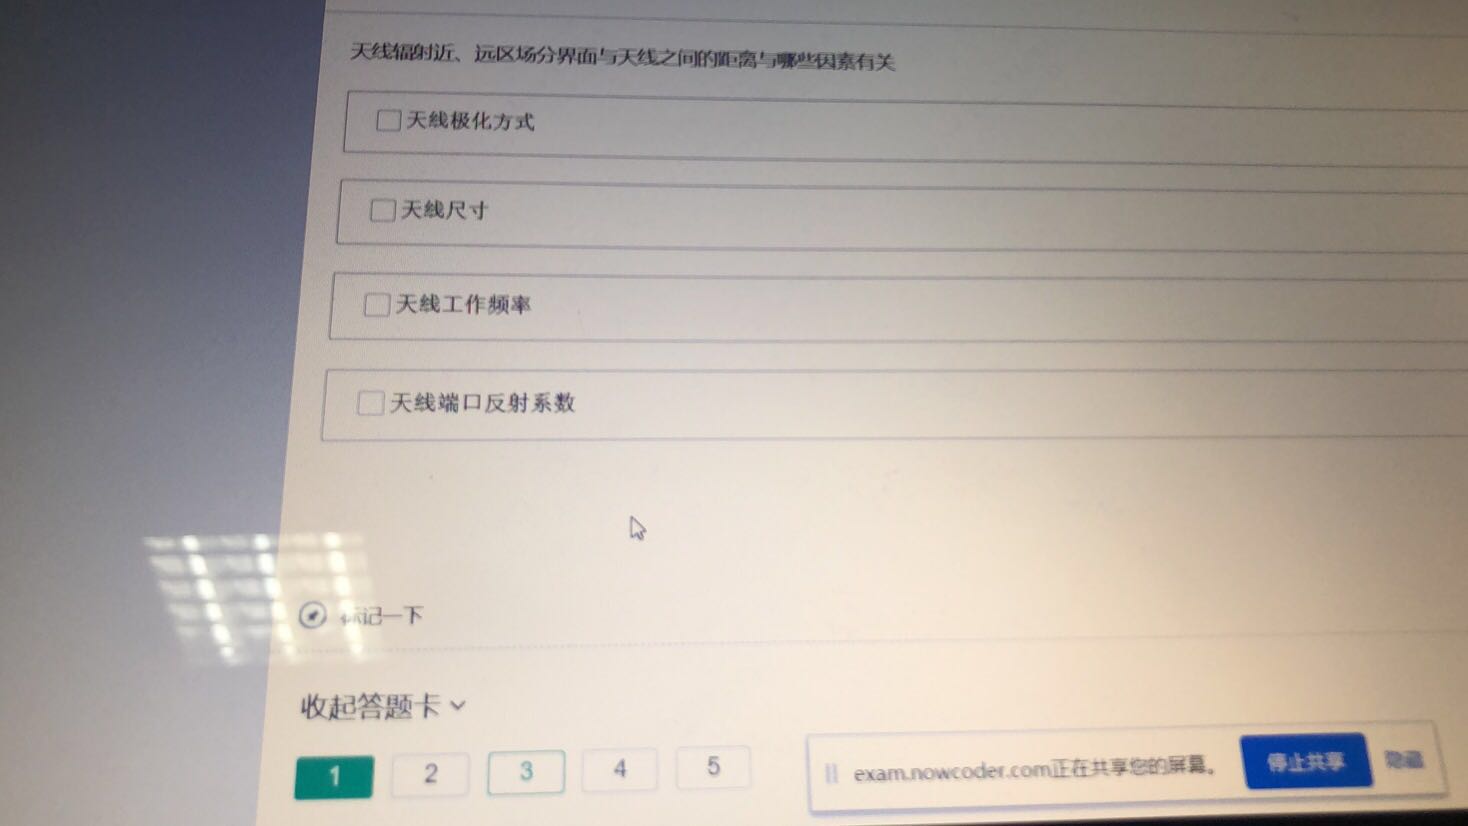 天线辐射近、远区场分界面与天线之间的距离与哪些因素有关
天线极化方式
天线尺寸
天线工作频率
天线端口反射系数
标记一下
收起答题卡
1 2 3 4 5
exam.nowcoder.com正在共享您的屏幕。 停止共享 隐藏